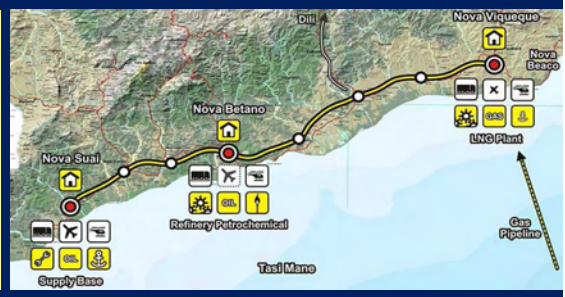 Nova Viqueque
Dili
Nova
Beaco
Nova Betano
GAS
LNG Plant
Nova Suai
OIL
Refinery Petrochemical
Gas
Pipeline
OIL
Tasi Mane
Supply Base